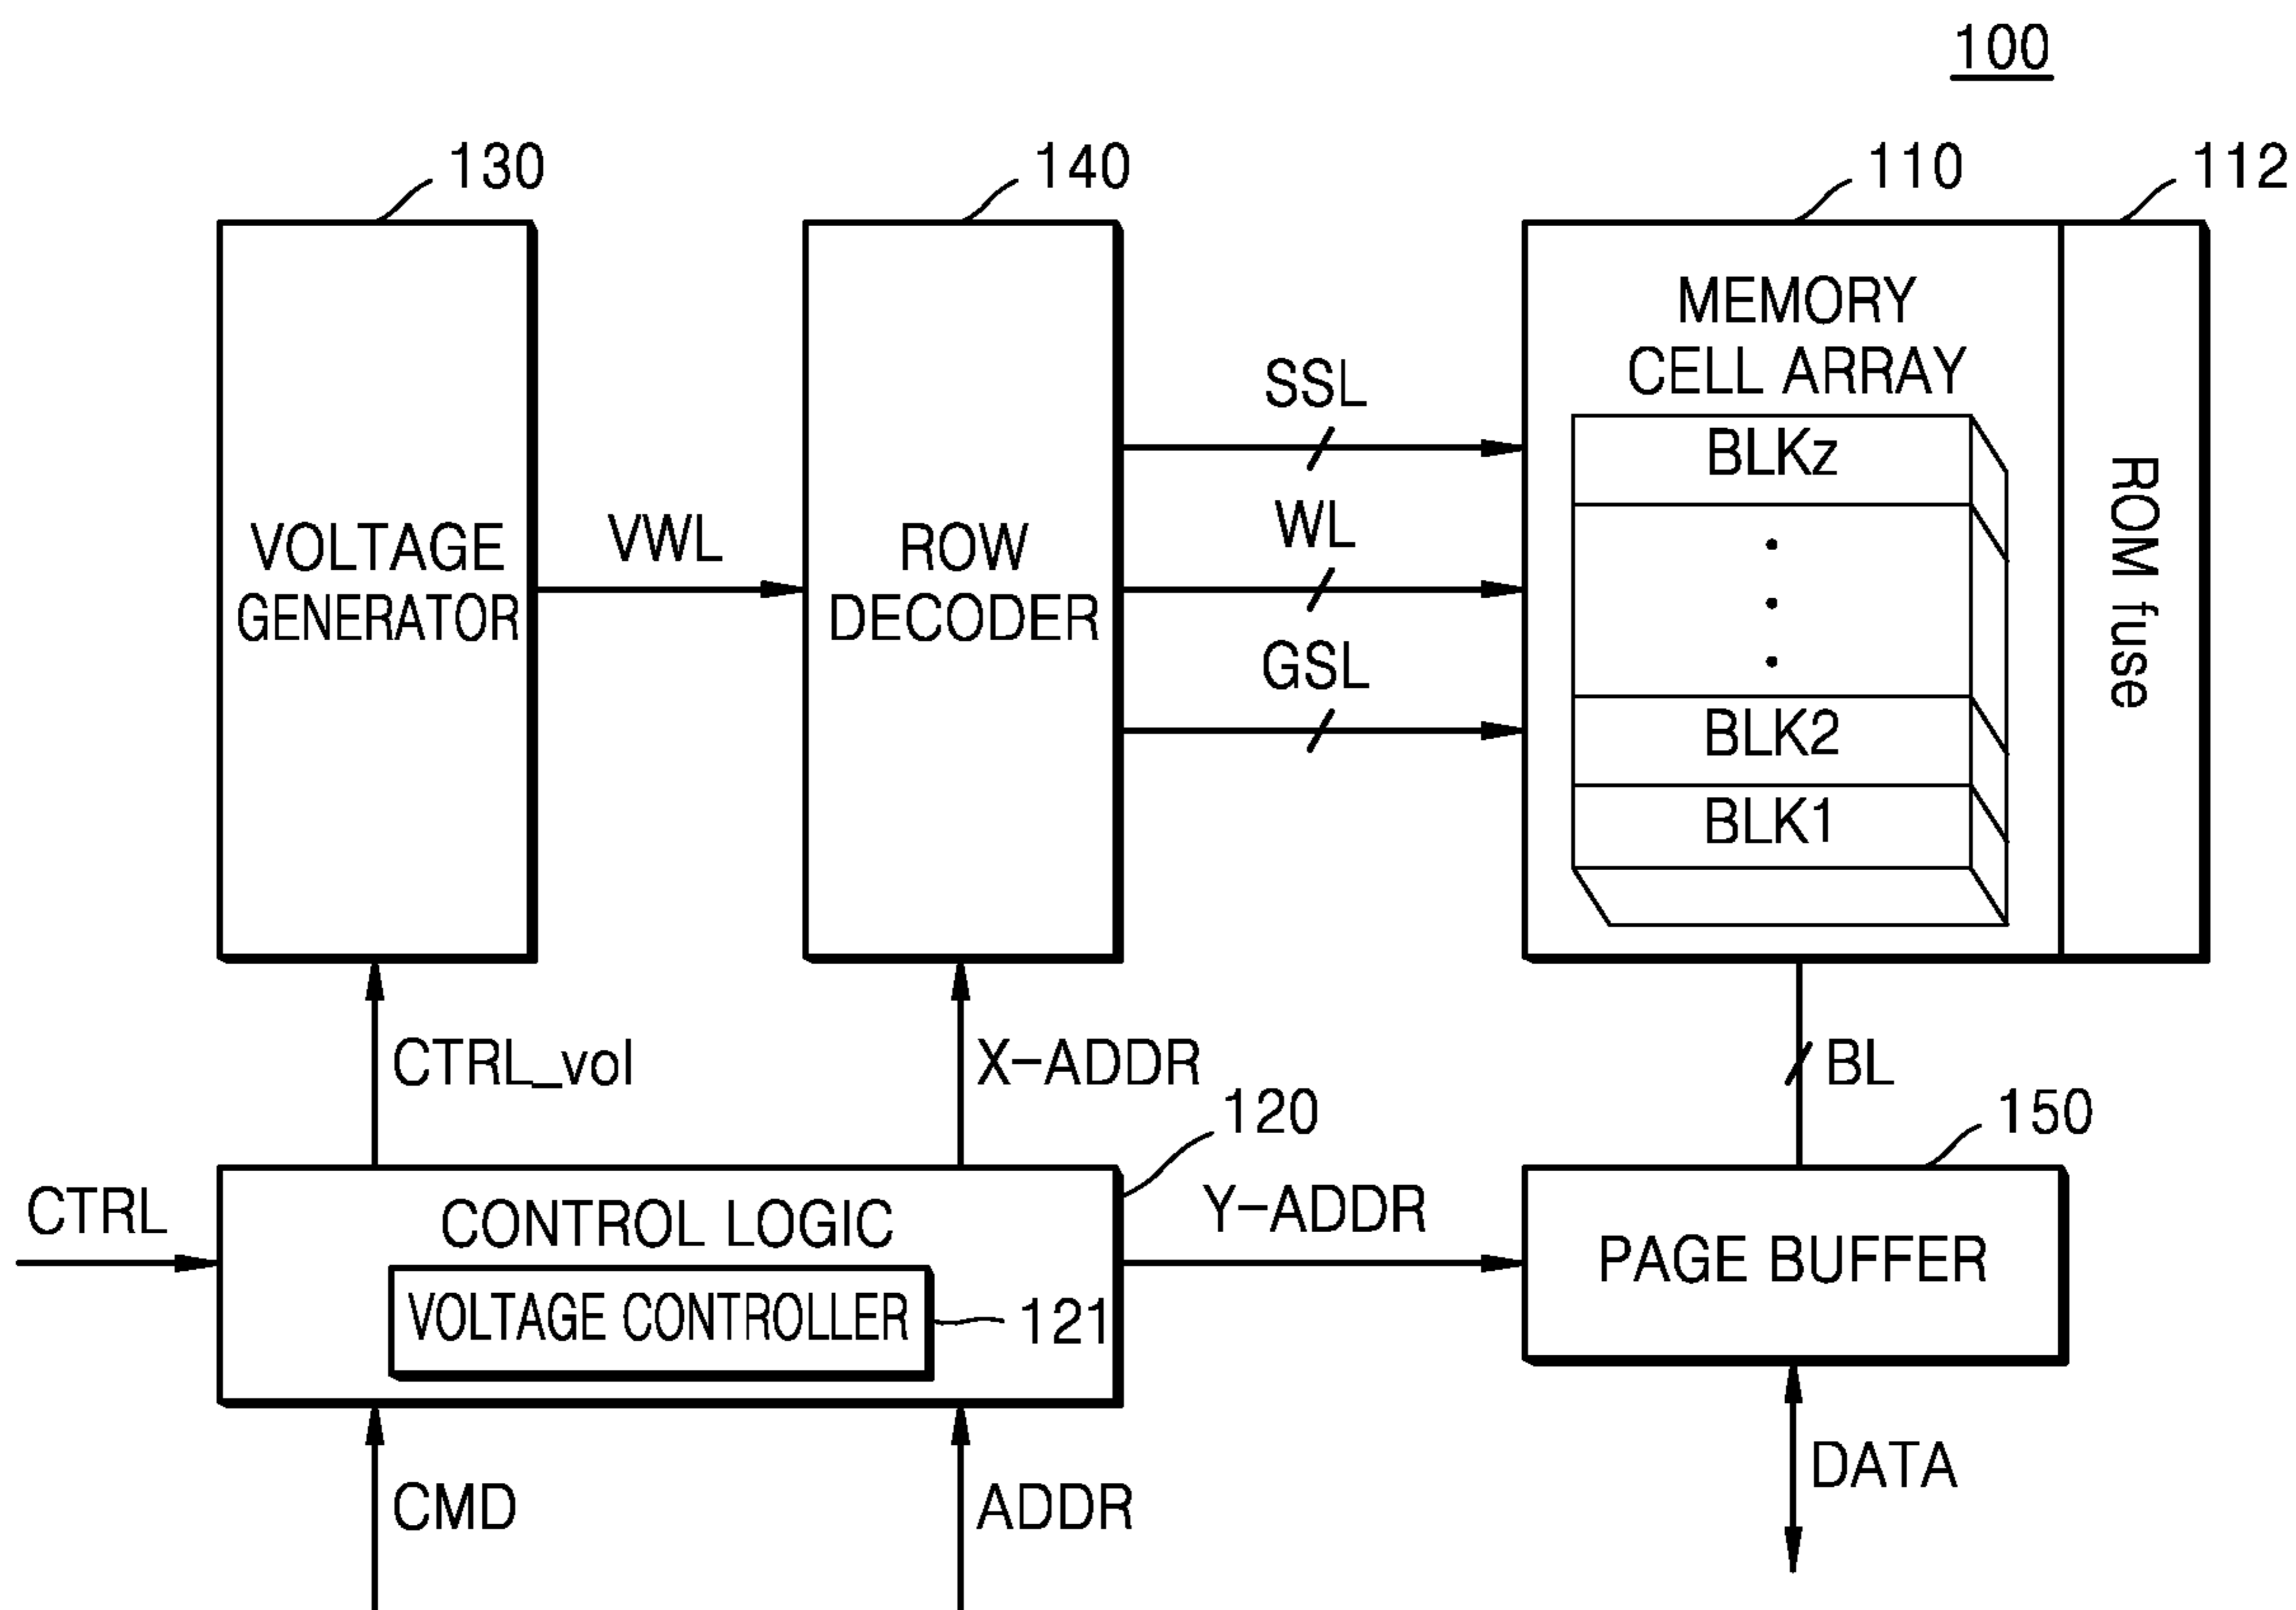 100
130
140
110
112
VOLTAGE
GENERATOR
VWL
ROW
DECODER
SSL
WL
GSL
MEMORY
CELL ARRAY
BLKz
BLK2
BLK1
ROM fuse
CTRL_vol
X-ADDR
BL
120
150
CTRL
CONTROL LOGIC
VOLTAGE CONTROLLER
121
Y-ADDR
PAGE BUFFER
CMD
ADDR
DATA